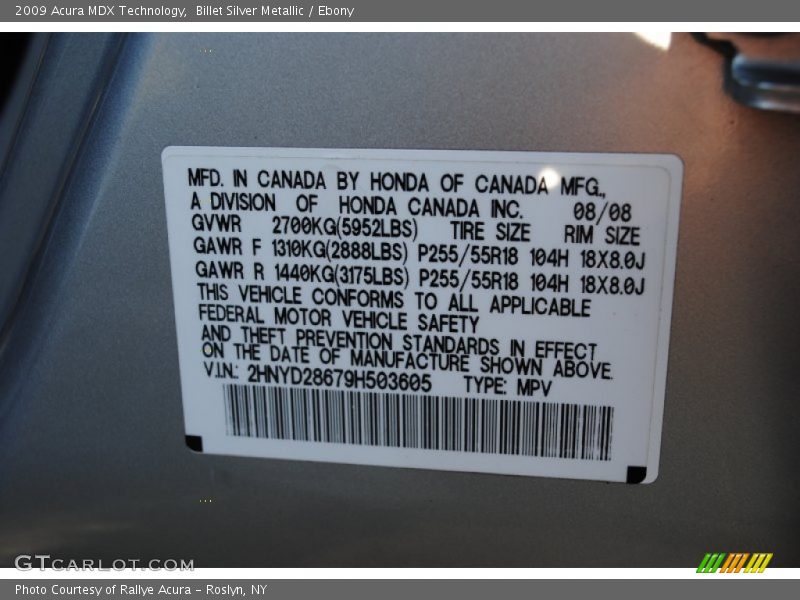 2009 Acura MDX Technology, Billet Silver Metallic / Ebony
MFD. IN CANADA BY HONDA OF CANADA MFG.,
A DIVISION OF HONDA CANADA INC. 08/08
GVWR 2700KG(5952LBS) TIRE SIZE RIM SIZE
GAWR F 1310KG(2888LBS) P255/55R18 104H 18X8.0J
GAWR R 1440KG(3175LBS) P255/55R18 104H 18X8.0J
THIS VEHICLE CONFORMS TO ALL APPLICABLE
FEDERAL MOTOR VEHICLE SAFETY
AND THEFT PREVENTION STANDARDS IN EFFECT
ON THE DATE OF MANUFACTURE SHOWN ABOVE.
V.I.N.: 2HNYD28679H503605 TYPE: MPV
GTCARLOT.COM
Photo Courtesy of Rallye Acura - Roslyn, NY